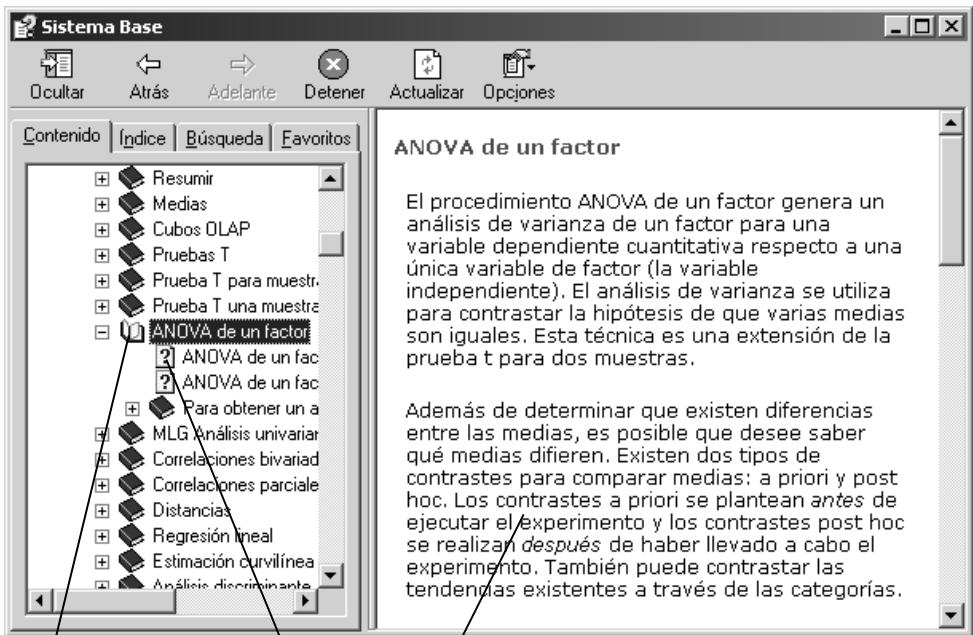 Sistema Base
Ocultar Atrás Adelante Detener Actualizar Opciones
Contenido Índice Búsqueda Favoritos
Resumir
Medias
Cubos OLAP
Pruebas T
Prueba T para muestr
Prueba T una muestra
ANOVA de un factor
ANOVA de un fac
ANOVA de un fac
Para obtener un a
MLG Análisis univariar
Correlaciones bivariad
Correlaciones parciale
Distancias
Regresión lineal
Estimación curvilínea
Análisis discriminante
ANOVA de un factor
El procedimiento ANOVA de un factor genera un
análisis de varianza de un factor para una
variable dependiente cuantitativa respecto a una
única variable de factor (la variable
independiente). El análisis de varianza se utiliza
para contrastar la hipótesis de que varias medias
son iguales. Esta técnica es una extensión de la
prueba t para dos muestras.
Además de determinar que existen diferencias
entre las medias, es posible que desee saber
qué medias difieren. Existen dos tipos de
contrastes para comparar medias: a priori y post
hoc. Los contrastes a priori se plantean antes de
ejecutar el experimento y los contrastes post hoc
se realizan después de haber llevado a cabo el
experimento. También puede contrastar las
tendencias existentes a través de las categorías.